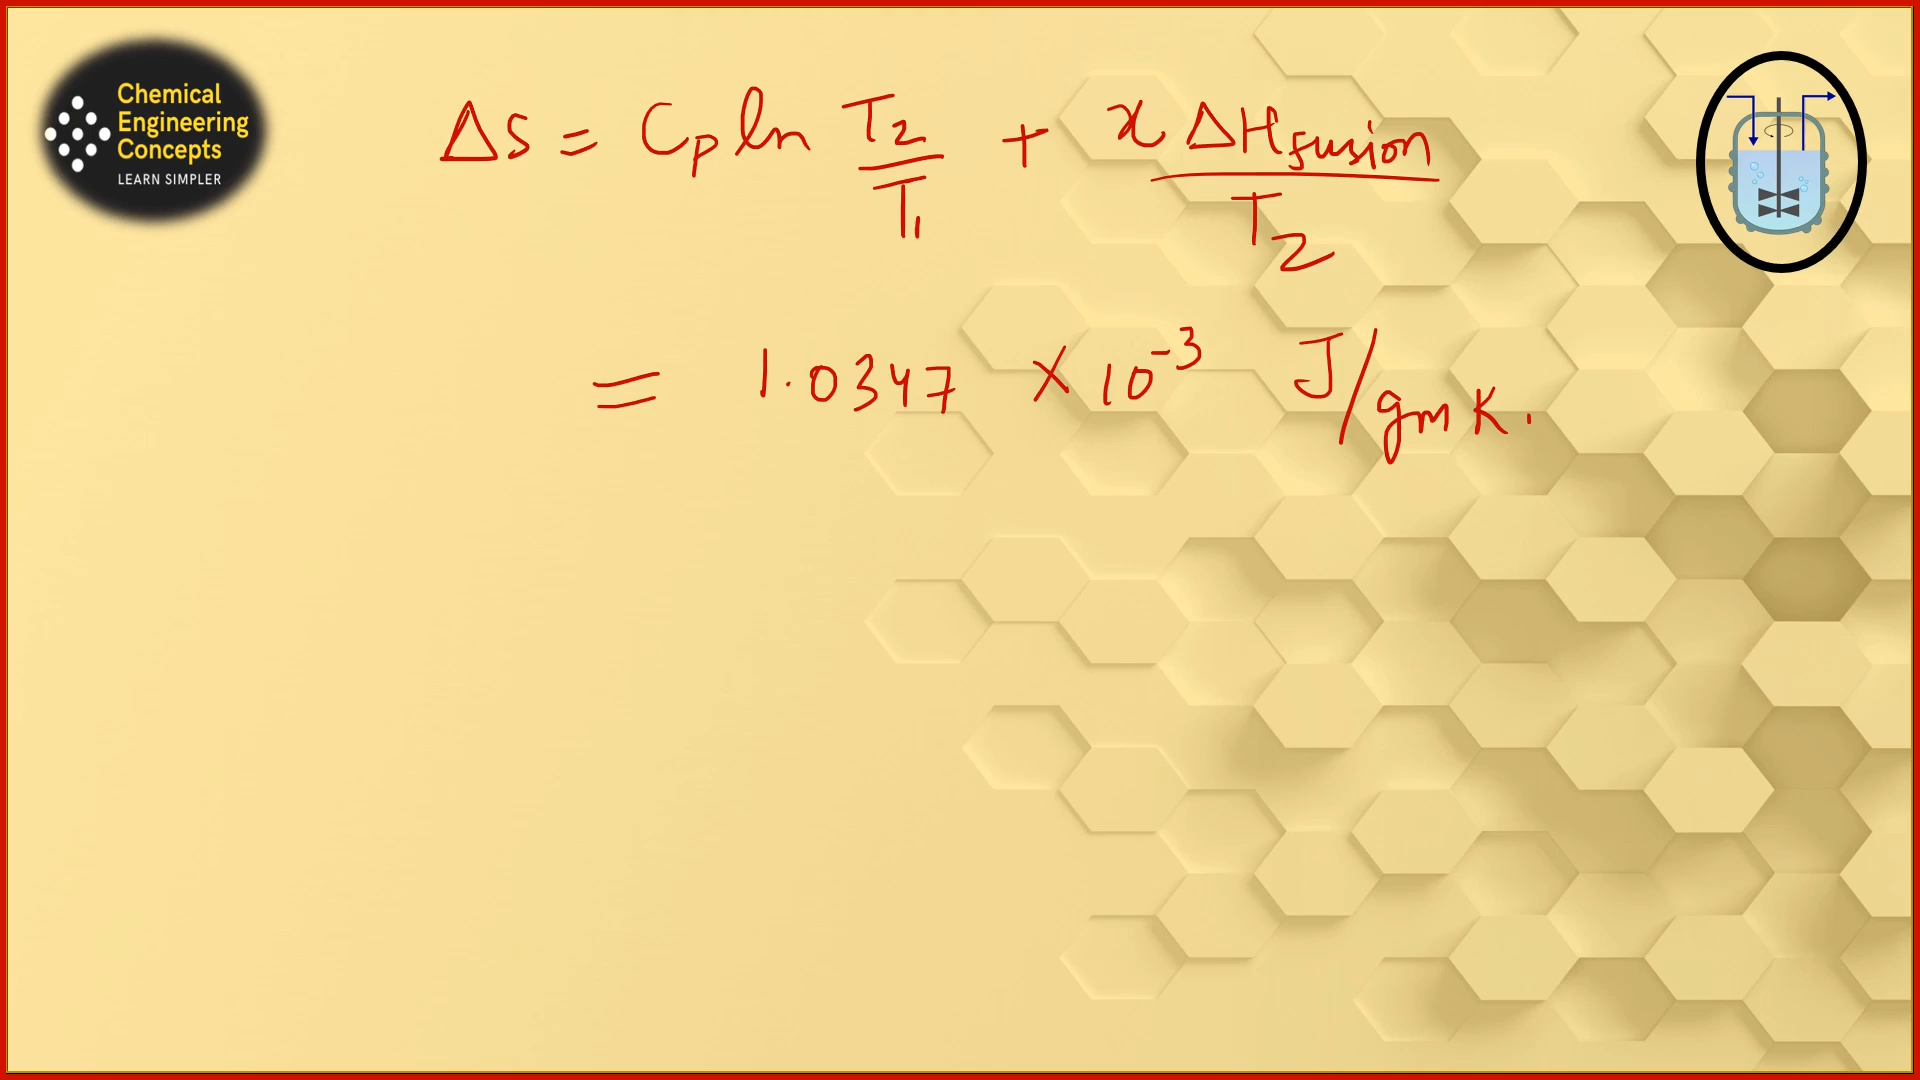 Chemical
Engineering
Concepts
LEARN SIMPLER
ΔS = Cp ln T2/T1 + x ΔHfusion/T2
= 1.0347 × 10^-3 J/gm K.